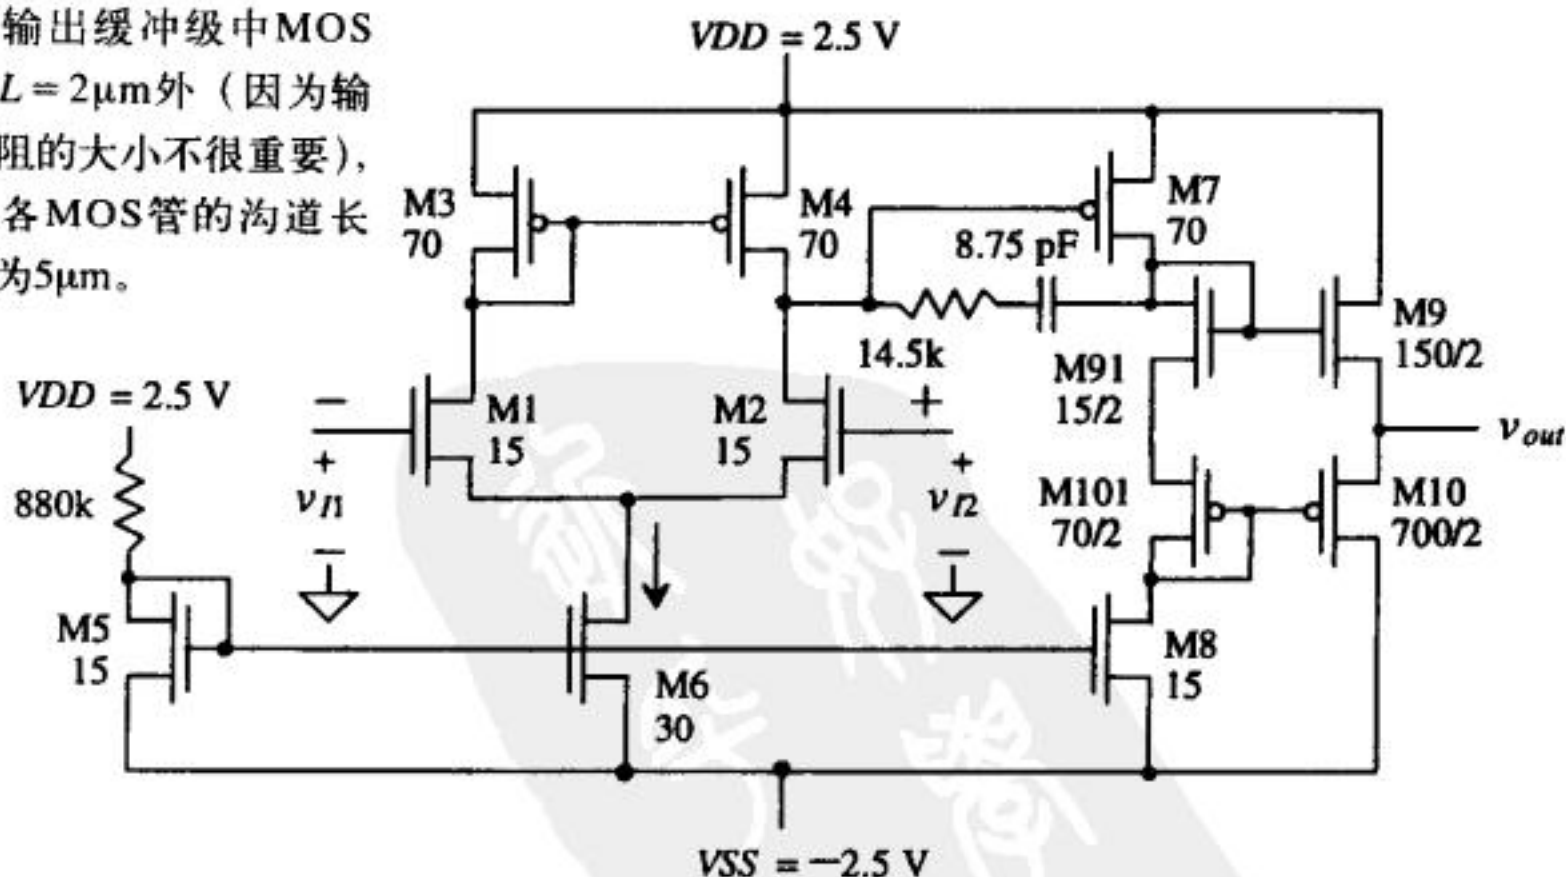 输出缓冲级中MOS
L = 2μm外（因为输
阻的大小不很重要），
各MOS管的沟道长
为5μm。
VDD = 2.5 V
M3
70
M4
70
M7
70
8.75 pF
14.5k
M9
150/2
M91
15/2
VDD = 2.5 V
880k
−
M1
15
M2
15
+
+
vI1
−
+
vI2
−
vout
M101
70/2
M10
700/2
M5
15
M6
30
M8
15
VSS = −2.5 V